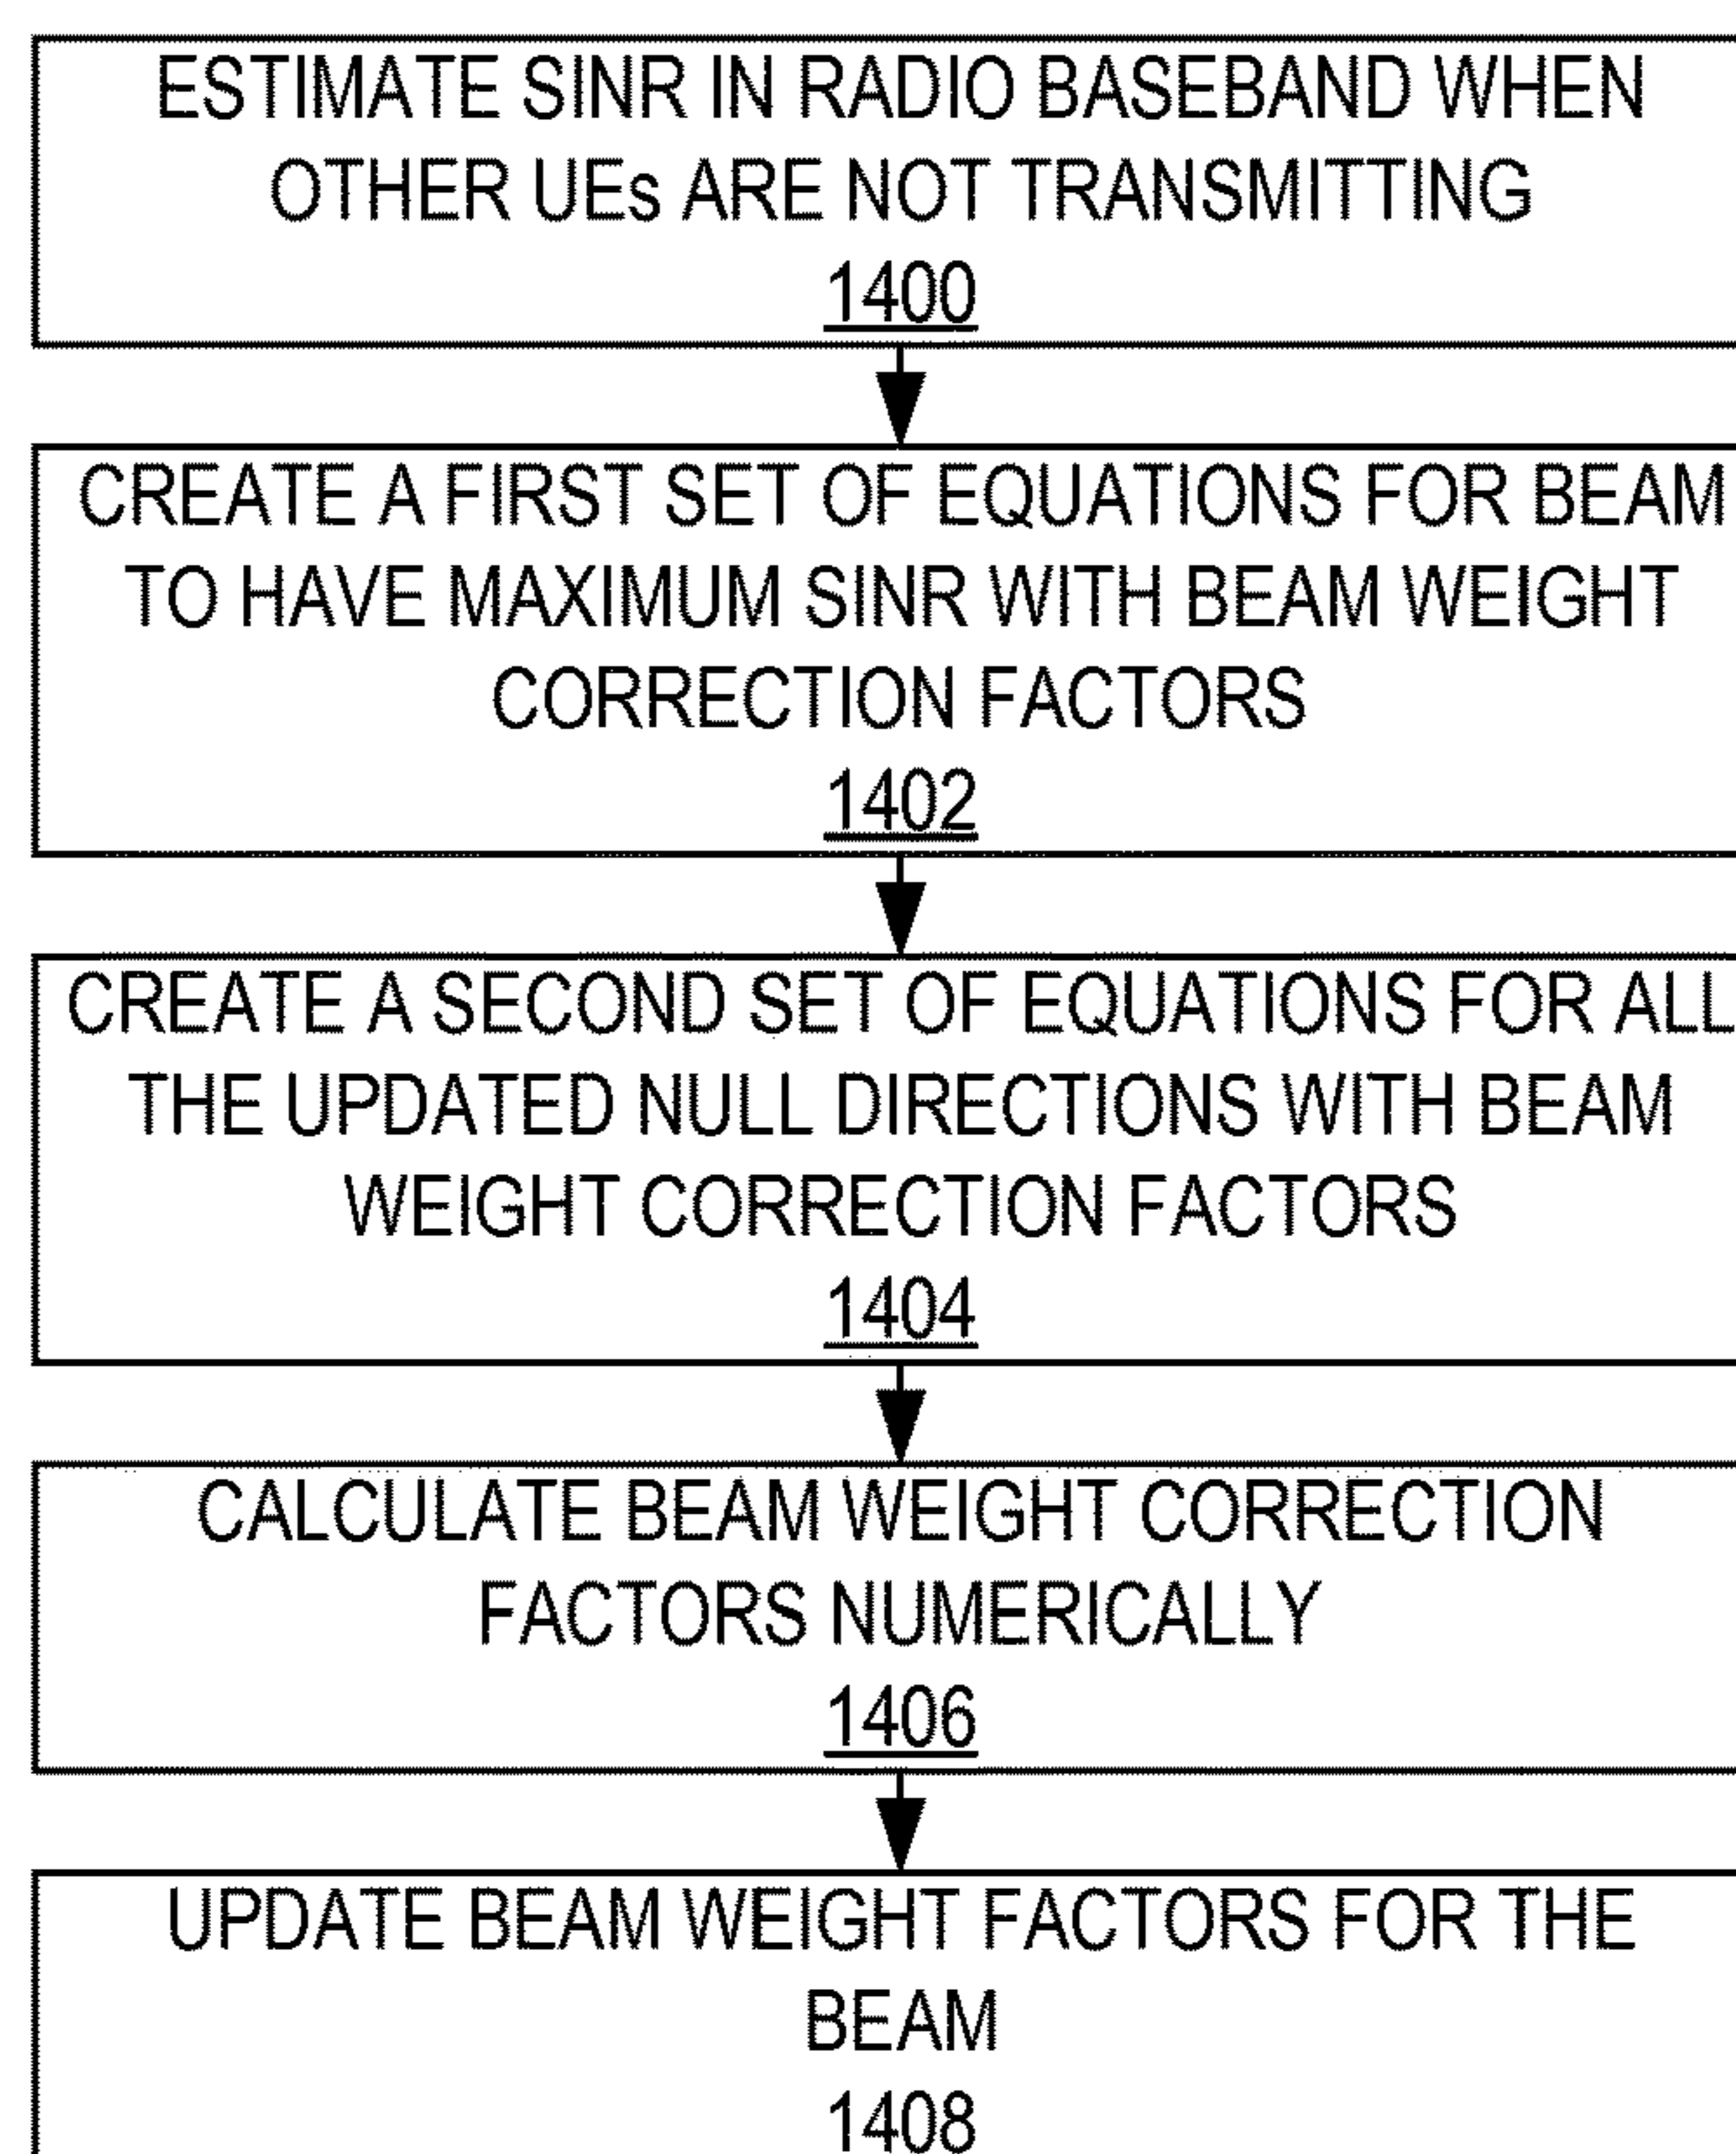 ESTIMATE SINR IN RADIO BASEBAND WHEN
OTHER UEs ARE NOT TRANSMITTING
1400
CREATE A FIRST SET OF EQUATIONS FOR BEAM
TO HAVE MAXIMUM SINR WITH BEAM WEIGHT
CORRECTION FACTORS
1402
CREATE A SECOND SET OF EQUATIONS FOR ALL
THE UPDATED NULL DIRECTIONS WITH BEAM
WEIGHT CORRECTION FACTORS
1404
CALCULATE BEAM WEIGHT CORRECTION
FACTORS NUMERICALLY
1406
UPDATE BEAM WEIGHT FACTORS FOR THE
BEAM
1408